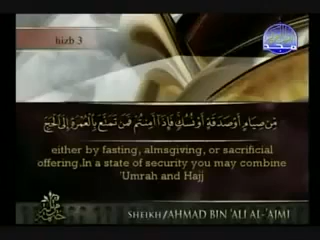 hizb 3
المجد
مِّن صِيَامٍ أَوْ صَدَقَةٍ أَوْ نُسُكٍ فَإِذَا أَمِنتُمْ فَمَن تَمَتَّعَ بِالْعُمْرَةِ إِلَى الْحَجِّ
either by fasting, almsgiving, or sacrificial
offering.In a state of security you may combine
'Umrah and Hajj
SHEIKH/AHMAD BIN 'ALI AL-'AJMI